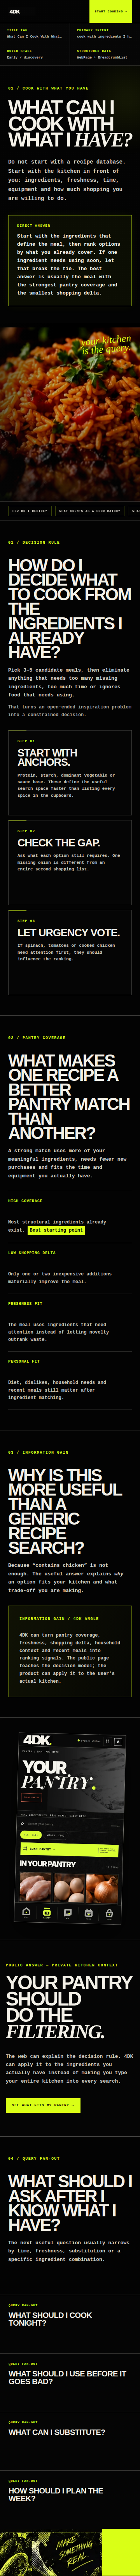 4DK.
START COOKING →
TITLE TAG
What Can I Cook With What…
PRIMARY INTENT
cook with ingredients I h…
BUYER STAGE
Early / discovery
STRUCTURED DATA
WebPage + BreadcrumbList
01 / COOK WITH WHAT YOU HAVE
WHAT CAN I
COOK WITH
WHAT I HAVE?
Do not start with a recipe database.
Start with the hierarchy in front of
you: ingredients, freshness, time,
equipment and how much shopping you
are willing to do.
DIRECT ANSWER
Start with the ingredients that
define the meal, then rank options
by what you already cover. If one
ingredient needs using soon, let
that break the tie. The best
answer is usually the meal with
the strongest pantry coverage and
the smallest shopping delta.
your kitchen
is the query.
HOW DO I DECIDE?
WHAT COUNTS AS A GOOD MATCH?
01 / DECISION RULE
HOW DO I
DECIDE WHAT
TO COOK FROM
THE
INGREDIENTS I
ALREADY
HAVE?
Pick 3–5 candidate meals, then eliminate
anything that needs too many missing
ingredients, too much time or ignores
food that needs using.
That turns an open-ended inspiration problem
into a constrained decision.
STEP 01
START WITH
ANCHORS.
Protein, starch, dominant vegetable or
sauce base. These define the useful
search space faster than listing every
spice in the cupboard.
STEP 02
CHECK THE GAP.
Ask what each option still requires. One
missing onion is different from an
entire second shopping list.
STEP 03
LET URGENCY VOTE.
If spinach, tomatoes or cooked chicken
need attention first, they should
influence the ranking.
02 / PANTRY COVERAGE
WHAT MAKES
ONE RECIPE A
BETTER
PANTRY MATCH
THAN
ANOTHER?
A strong match uses more of your
meaningful ingredients, needs fewer new
purchases and fits the time and
equipment you actually have.
HIGH COVERAGE
Most structural ingredients already
exist. Best starting point
LOW SHOPPING DELTA
Only one or two inexpensive additions
materially improve the meal.
FRESHNESS FIT
The meal uses ingredients that need
attention instead of letting novelty
outrank waste.
PERSONAL FIT
Diet, dislikes, household needs and
recent meals still matter after
ingredient matching.
03 / INFORMATION GAIN
WHY IS THIS
MORE USEFUL
THAN A
GENERIC
RECIPE
SEARCH?
Because “contains chicken” is not
enough. The useful answer explains why
an option fits your kitchen and what
trade-off you are making.
INFORMATION GAIN / 4DK ANGLE
4DK can turn pantry coverage,
freshness, shopping delta, household
context and recent meals into
ranking signals. The public page
teaches the decision model; the
product can apply it to the user's
actual kitchen.
4DK.
YOUR
PANTRY.
IN YOUR PANTRY
PUBLIC ANSWER → PRIVATE KITCHEN CONTEXT
YOUR PANTRY
SHOULD
DO THE
FILTERING.
The web can explain the decision rule. 4DK
can apply it to the ingredients you
actually have instead of making you type
your entire kitchen into every search.
SEE WHAT FITS MY PANTRY →
04 / QUERY FAN-OUT
WHAT SHOULD I
ASK AFTER I
KNOW WHAT I
HAVE?
The next useful question usually narrows
by time, freshness, substitution or a
specific ingredient combination.
QUERY FAN-OUT
WHAT SHOULD I COOK
TONIGHT?
QUERY FAN-OUT
WHAT SHOULD I USE BEFORE IT
GOES BAD?
QUERY FAN-OUT
WHAT CAN I SUBSTITUTE?
QUERY FAN-OUT
HOW SHOULD I PLAN THE
WEEK?
MAKE
SOMETHING
REAL